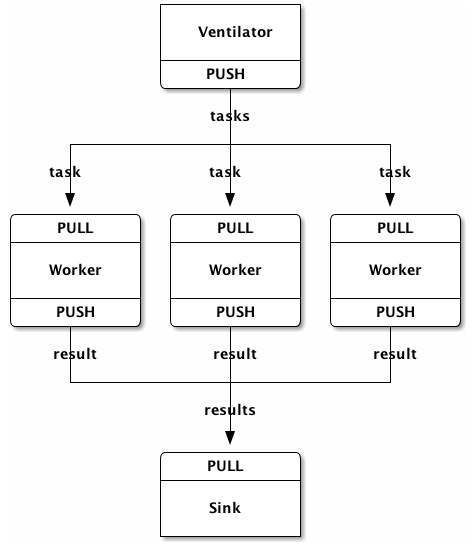 Ventilator
PUSH
tasks
task task task
PULL PULL PULL
Worker Worker Worker
PUSH PUSH PUSH
result result result
results
PULL
Sink